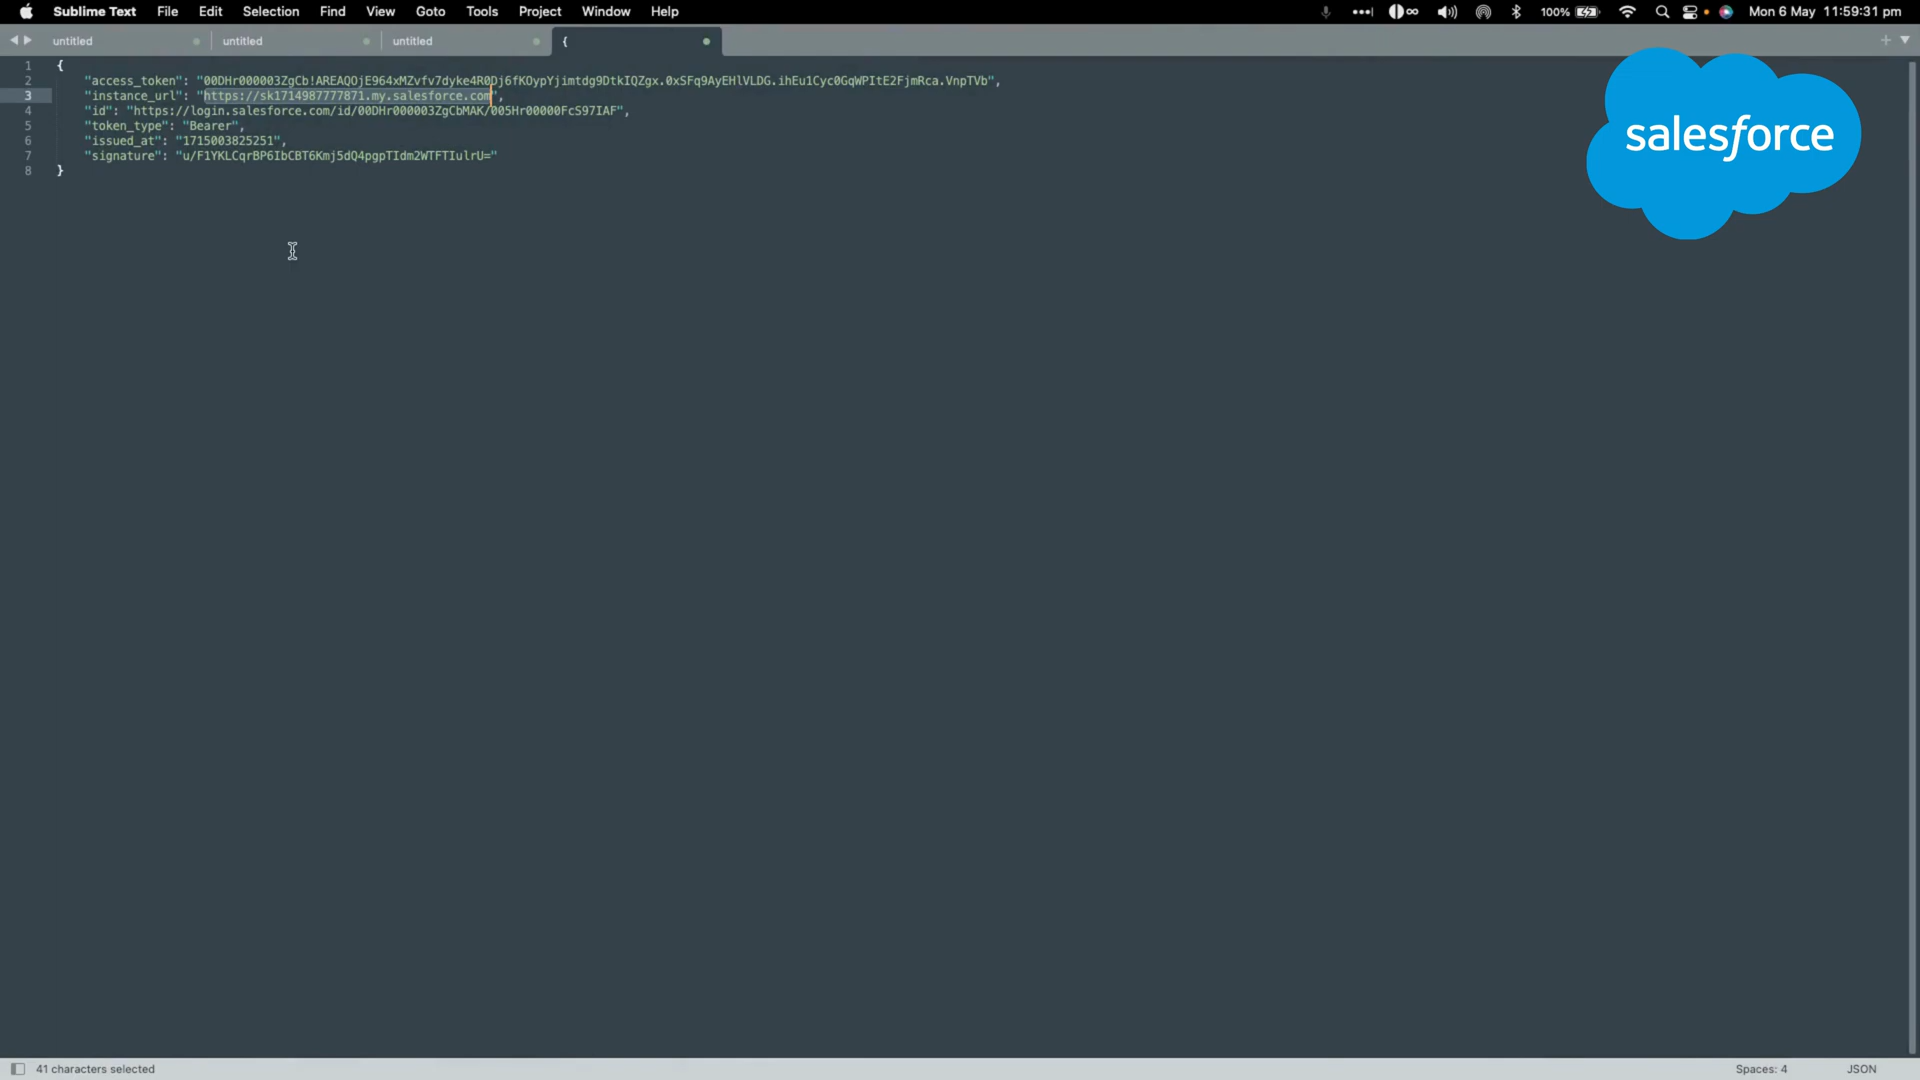 Sublime Text File Edit Selection Find View Goto Tools Project Window Help 100% Mon 6 May 11:59:31 pm
untitled untitled untitled {
1 {
2 "access_token": "00DHr000003ZgCb!AREAQOjE964xMZvfv7dyke4R0Dj6fKOypYjimtdg9DtkIQZgx.0xSFq9AyEHlVLDG.ihEu1Cyc0GqWPItE2FjmRca.VnpTVb",
3 "instance_url": "https://sk1714987777871.my.salesforce.com",
4 "id": "https://login.salesforce.com/id/00DHr000003ZgCbMAK/005Hr00000FcS97IAF",
5 "token_type": "Bearer",
6 "issued_at": "1715003825251",
7 "signature": "u/F1YKLCqrBP6IbCBT6Kmj5dQ4pgpTIdm2WTFTIulrU="
8 }
salesforce
41 characters selected Spaces: 4 JSON